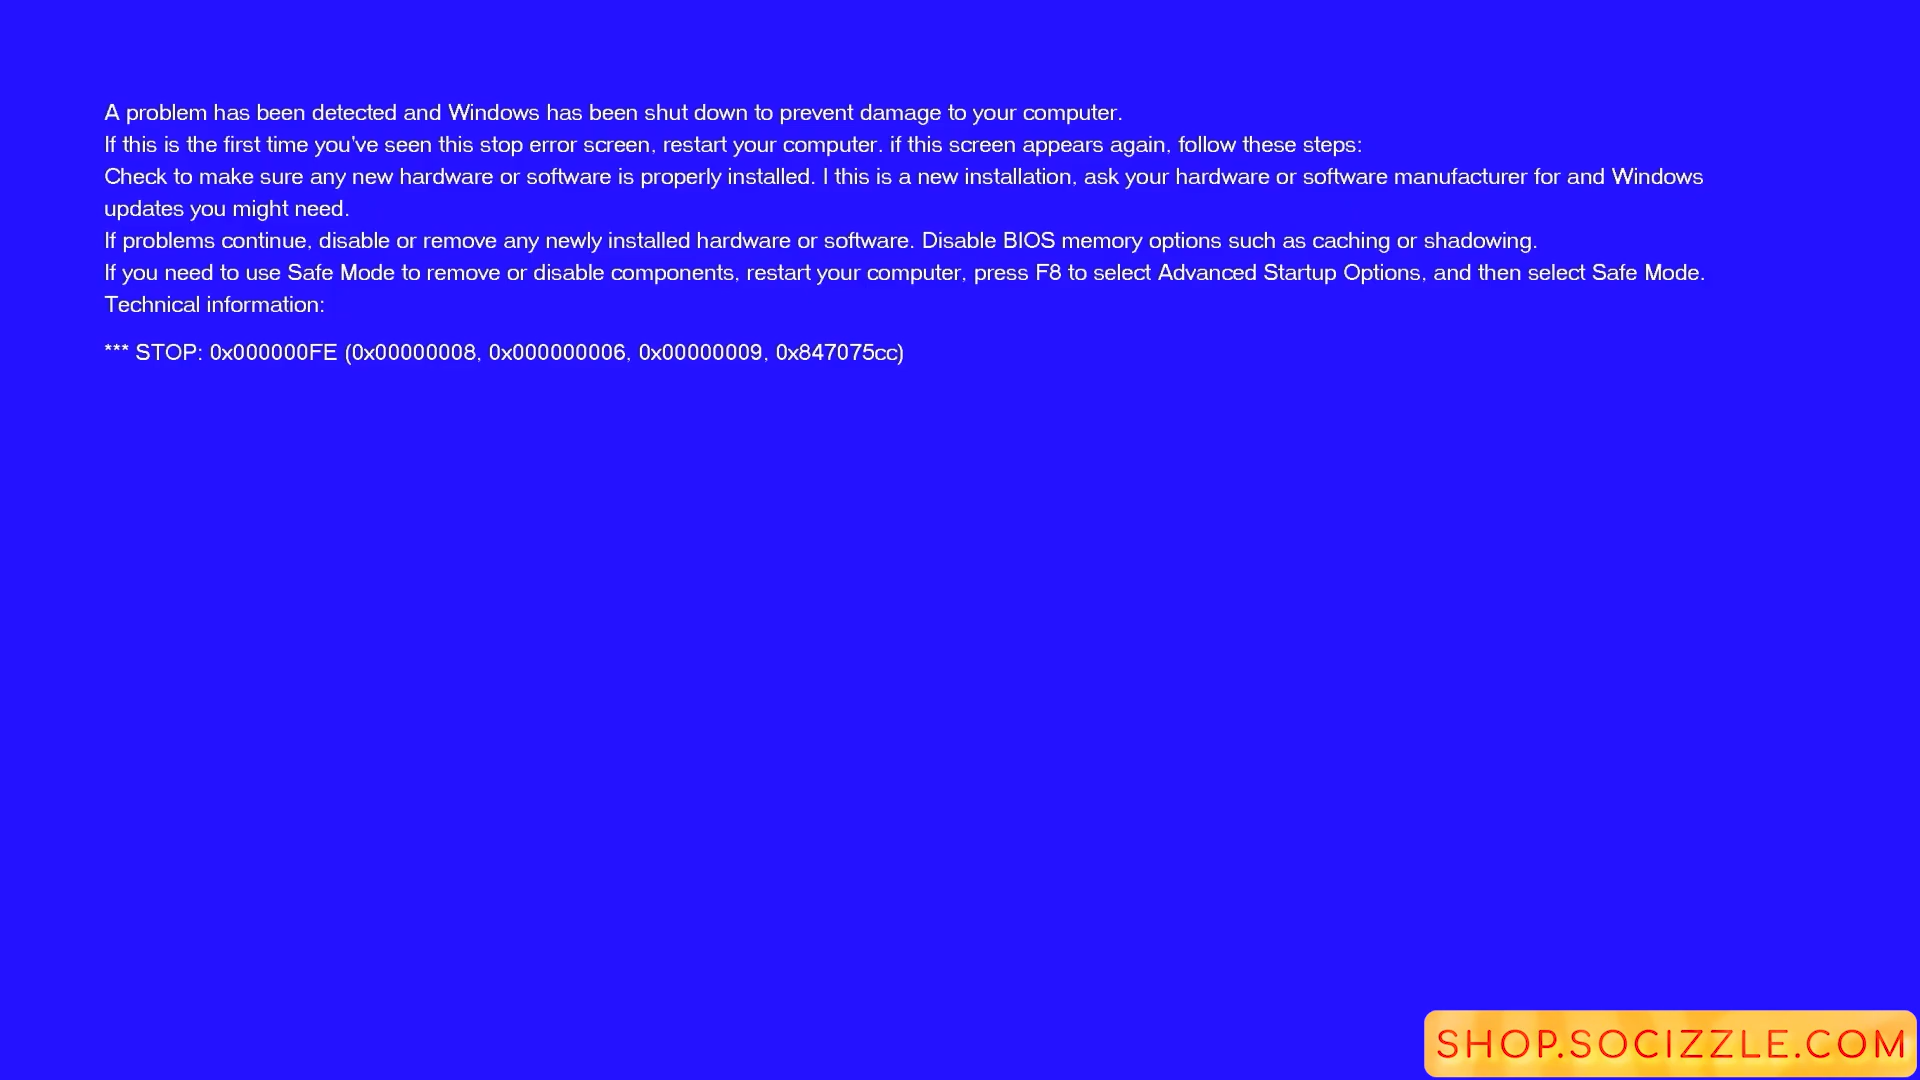 A problem has been detected and Windows has been shut down to prevent damage to your computer.
If this is the first time you've seen this stop error screen, restart your computer. if this screen appears again, follow these steps:
Check to make sure any new hardware or software is properly installed. I this is a new installation, ask your hardware or software manufacturer for and Windows
updates you might need.
If problems continue, disable or remove any newly installed hardware or software. Disable BIOS memory options such as caching or shadowing.
If you need to use Safe Mode to remove or disable components, restart your computer, press F8 to select Advanced Startup Options, and then select Safe Mode.
Technical information:
*** STOP: 0x000000FE (0x00000008, 0x000000006, 0x00000009, 0x847075cc)
SHOP.SOCIZZLE.COM